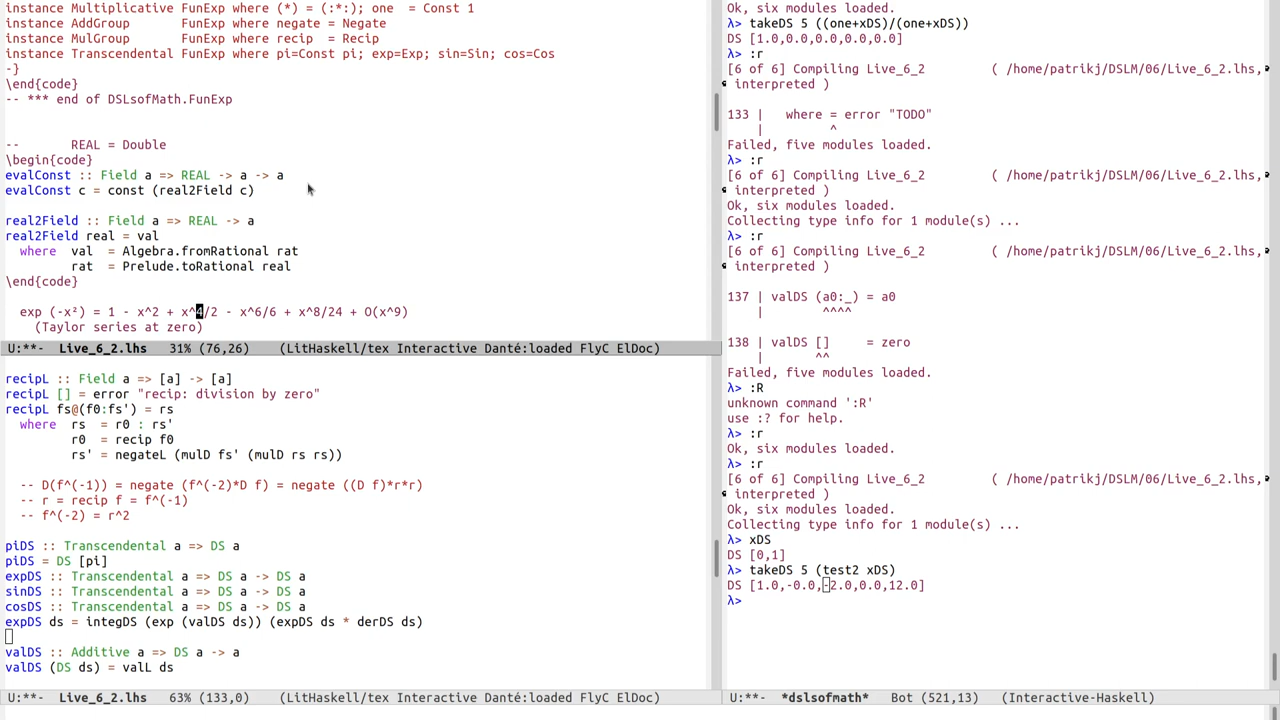 instance Multiplicative FunExp where (*) = (:*:); one  = Const 1
instance AddGroup       FunExp where negate = Negate
instance MulGroup       FunExp where recip  = Recip
instance Transcendental FunExp where pi=Const pi; exp=Exp; sin=Sin; cos=Cos
-}
\end{code}
-- *** end of DSLsofMath.FunExp
--      REAL = Double
\begin{code}
evalConst :: Field a => REAL -> a -> a
evalConst c = const (real2Field c)
real2Field :: Field a => REAL -> a
real2Field real = val
  where  val  = Algebra.fromRational rat
         rat  = Prelude.toRational real
\end{code}
  exp (-x²) = 1 - x^2 + x^4/2 - x^6/6 + x^8/24 + O(x^9)
    (Taylor series at zero)
U:**-  Live_6_2.lhs   31% (76,26)    (LitHaskell/tex Interactive Danté:loaded FlyC ElDoc)
recipL :: Field a => [a] -> [a]
recipL [] = error "recip: division by zero"
recipL fs@(f0:fs') = rs
  where  rs  = r0 : rs'
         r0  = recip f0
         rs' = negateL (mulD fs' (mulD rs rs))
  -- D(f^(-1)) = negate (f^(-2)*D f) = negate ((D f)*r*r)
  -- r = recip f = f^(-1)
  -- f^(-2) = r^2
piDS :: Transcendental a => DS a
piDS = DS [pi]
expDS :: Transcendental a => DS a -> DS a
sinDS :: Transcendental a => DS a -> DS a
cosDS :: Transcendental a => DS a -> DS a
expDS ds = integDS (exp (valDS ds)) (expDS ds * derDS ds)
valDS :: Additive a => DS a -> a
valDS (DS ds) = valL ds
U:**-  Live_6_2.lhs   63% (133,0)    (LitHaskell/tex Interactive Danté:loaded FlyC ElDoc)
Ok, six modules loaded.
λ> takeDS 5 ((one+xDS)/(one+xDS))
DS [1.0,0.0,0.0,0.0,0.0]
λ> :r
[6 of 6] Compiling Live_6_2         ( /home/patrikj/DSLM/06/Live_6_2.lhs,
interpreted )
133 |   where = error "TODO"
    |         ^
Failed, five modules loaded.
λ> :r
[6 of 6] Compiling Live_6_2         ( /home/patrikj/DSLM/06/Live_6_2.lhs,
interpreted )
Ok, six modules loaded.
Collecting type info for 1 module(s) ...
λ> :r
[6 of 6] Compiling Live_6_2         ( /home/patrikj/DSLM/06/Live_6_2.lhs,
interpreted )
137 | valDS (a0:_) = a0
    |        ^^^^
138 | valDS []     = zero
    |       ^^
Failed, five modules loaded.
λ> :R
unknown command ':R'
use :? for help.
λ> :r
Ok, six modules loaded.
λ> :r
[6 of 6] Compiling Live_6_2         ( /home/patrikj/DSLM/06/Live_6_2.lhs,
interpreted )
Ok, six modules loaded.
Collecting type info for 1 module(s) ...
λ> xDS
DS [0,1]
λ> takeDS 5 (test2 xDS)
DS [1.0,-0.0,-2.0,0.0,12.0]
λ>
U:**-  *dslsofmath*   Bot (521,13)   (Interactive-Haskell)